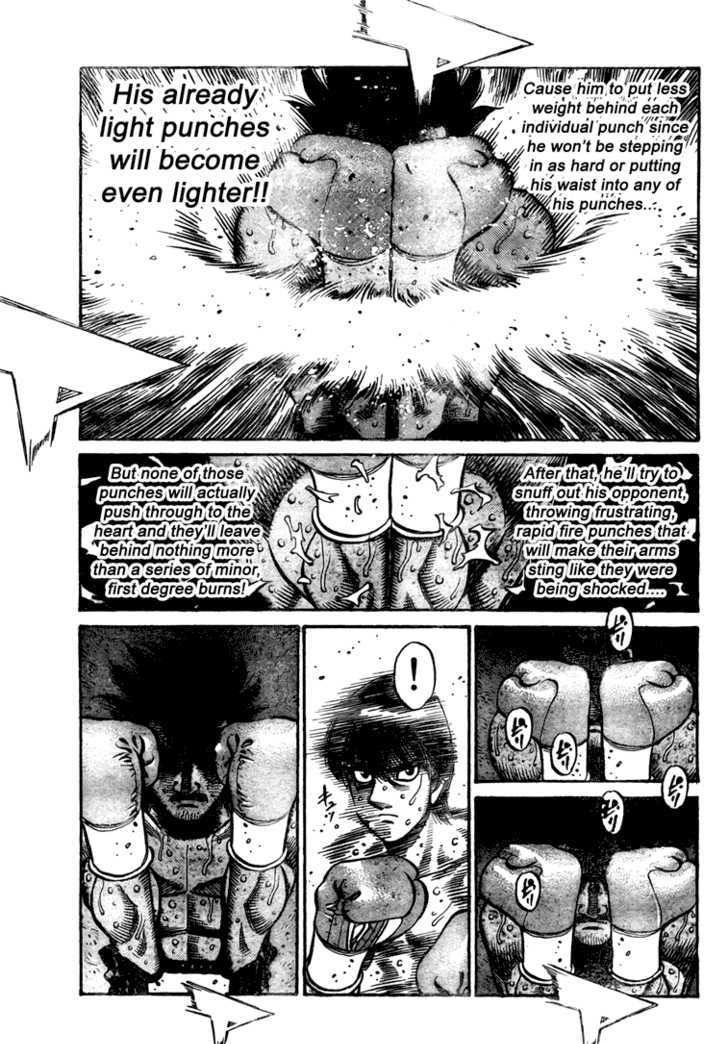 Cause him to put less
weight behind each
individual punch since
he won't be stepping
in as hard or putting
his waist into any of
his punches...
His already
light punches
will become
even lighter!!
After that, he'll try to
snuff out his opponent,
throwing frustrating,
rapid fire punches that
will make their arms
sting like they were
being shocked....
But none of those
punches will actually
push through to the
heart and they'll leave
behind nothing more
than a series of minor,
first degree burns!
!